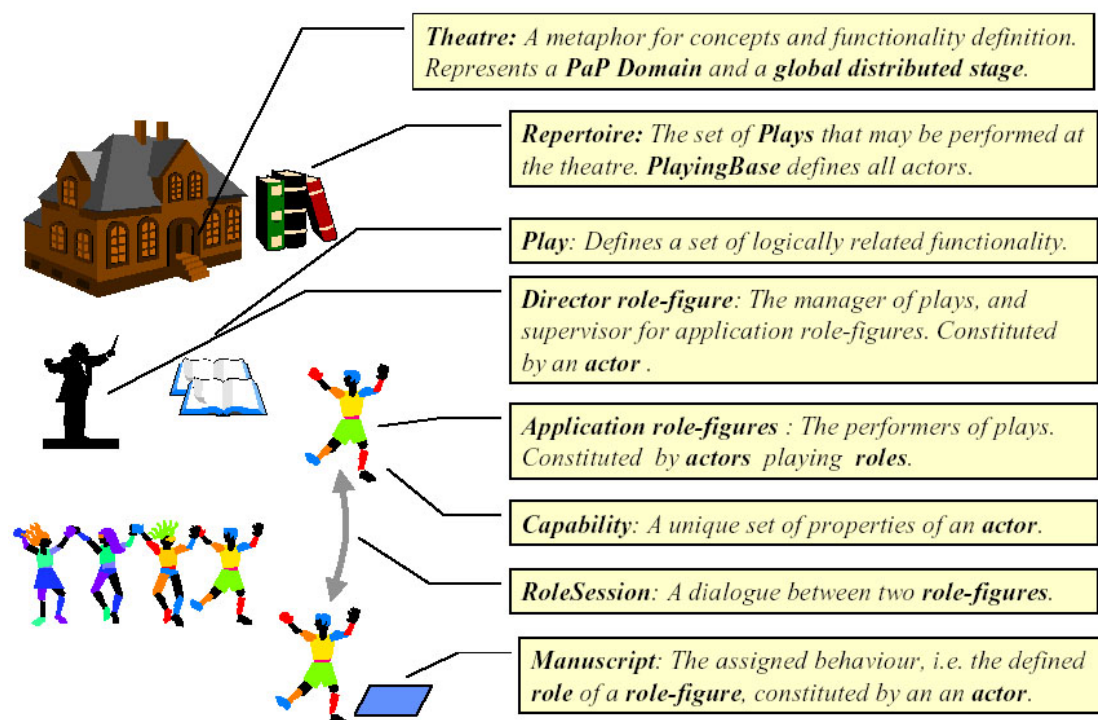 Theatre: A metaphor for concepts and functionality definition.
Represents a PaP Domain and a global distributed stage.
Repertoire: The set of Plays that may be performed at
the theatre. PlayingBase defines all actors.
Play: Defines a set of logically related functionality.
Director role-figure: The manager of plays, and
supervisor for application role-figures. Constituted
by an actor .
Application role-figures : The performers of plays.
Constituted by actors playing roles.
Capability: A unique set of properties of an actor.
RoleSession: A dialogue between two role-figures.
Manuscript: The assigned behaviour, i.e. the defined
role of a role-figure, constituted by an an actor.